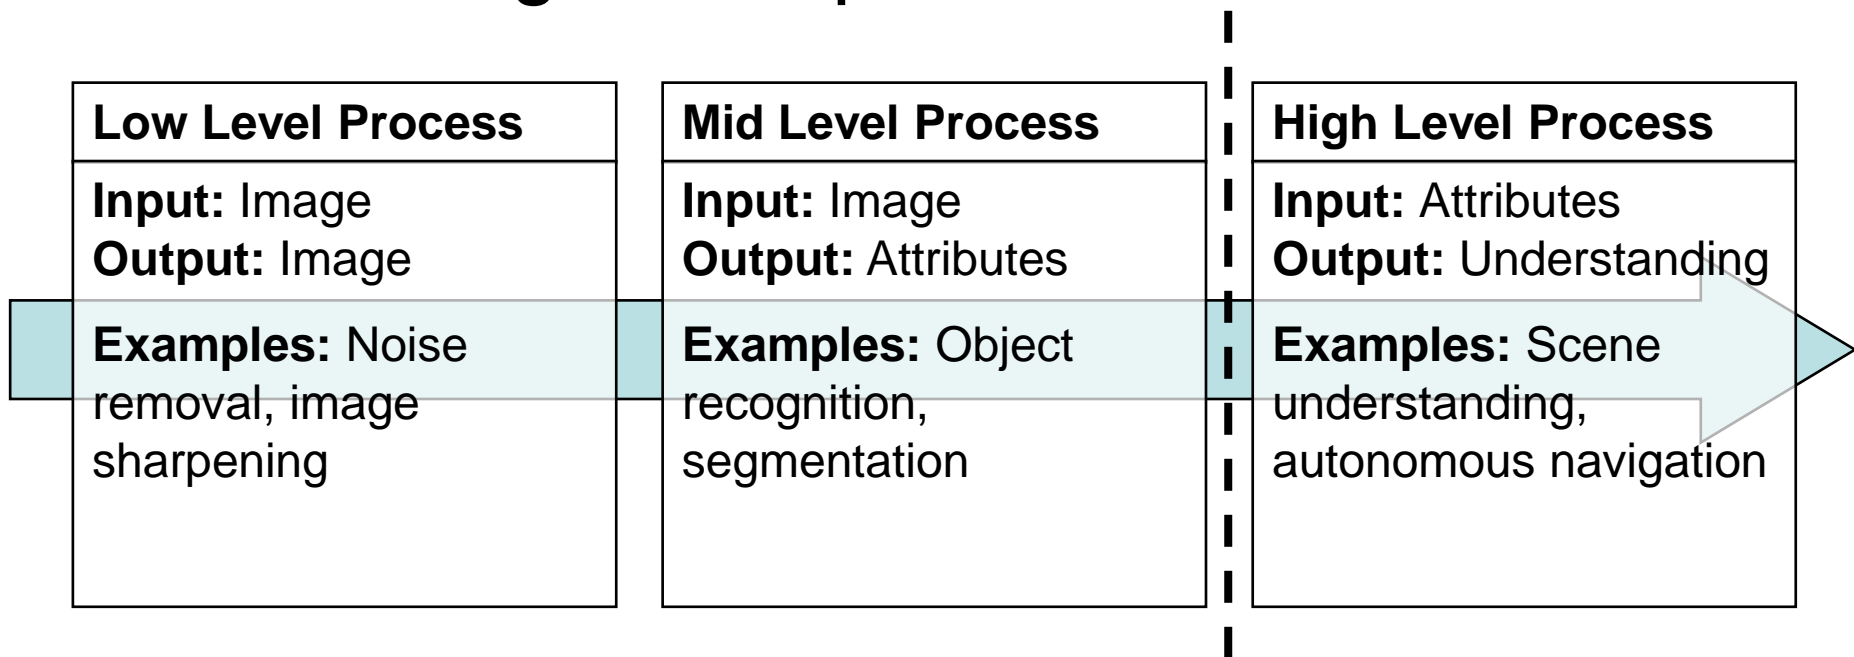 Low Level Process
Input: Image
Output: Image
Examples: Noise
removal, image
sharpening
Mid Level Process
Input: Image
Output: Attributes
Examples: Object
recognition,
segmentation
High Level Process
Input: Attributes
Output: Understanding
Examples: Scene
understanding,
autonomous navigation